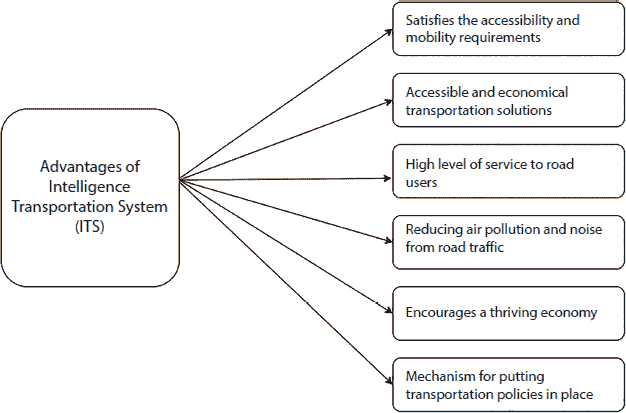 Advantages of
Intelligence
Transportation System
(ITS)
Satisfies the accessibility and
mobility requirements
Accessible and economical
transportation solutions
High level of service to road
users
Reducing air pollution and noise
from road traffic
Encourages a thriving economy
Mechanism for putting
transportation policies in place